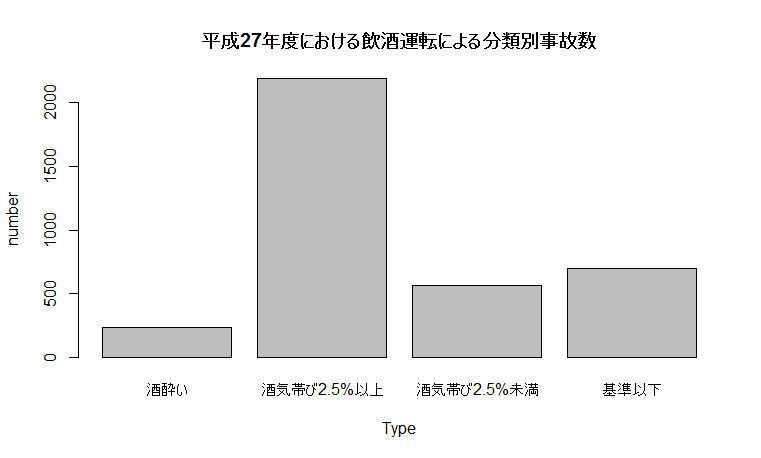 平成27年度における飲酒運転による分類別事故数
number
2000
1500
1000
500
0
酒酔い 酒気帯び2.5%以上 酒気帯び2.5%未満 基準以下
Type